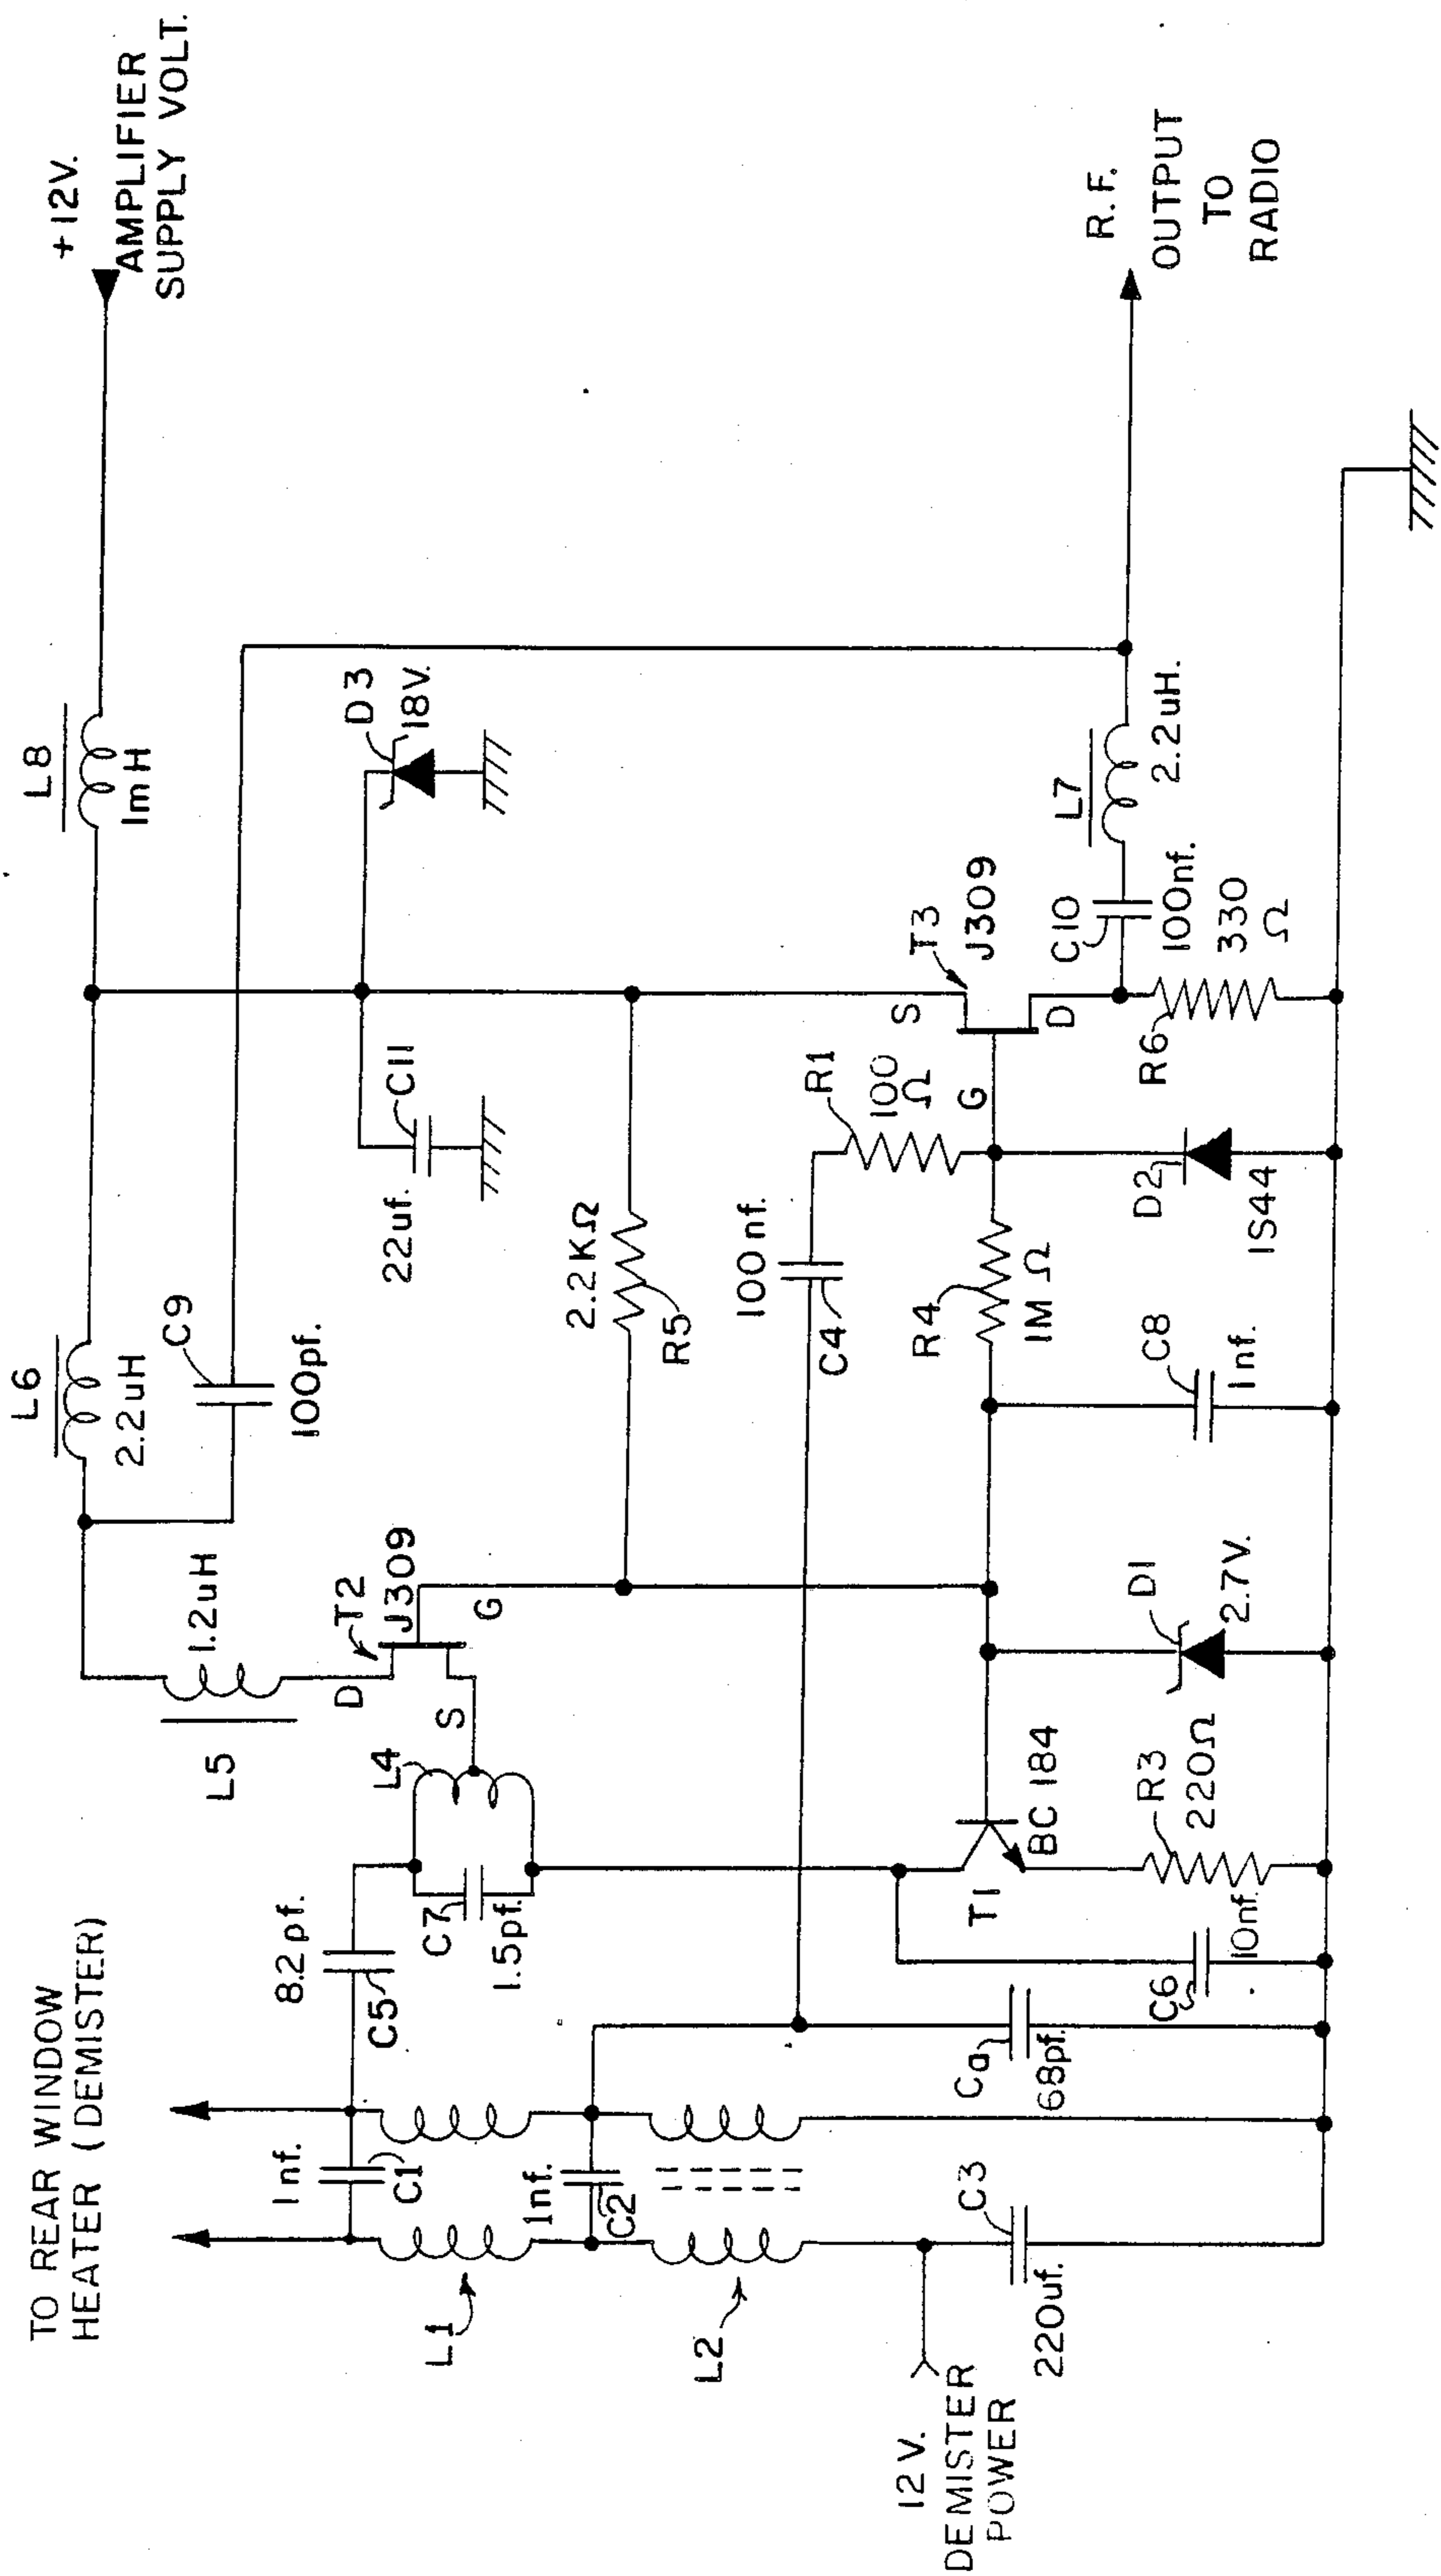 TO REAR WINDOW
HEATER (DEMISTER)
+12V.
AMPLIFIER
SUPPLY VOLT.
L8
1mH
L6
2.2uH
C9
100pf.
L5
1.2uH
D
T2
J309
G
S
L4
8.2pf.
C5
C7
1.5pf.
1nf.
C1
L1
1nf.
C2
L2
12V.
DEMISTER
POWER
C3
220uf.
Ca
68pf.
C6
10nf.
T1
BC 184
R3
220Ω
D1
2.7V.
C8
1nf.
R4
1M Ω
C4
100nf.
R1
100
Ω
2.2KΩ
R5
22uf.
C11
D3
18V.
S
T3
J309
G
D
D2
IS44
R6
330
Ω
C10
100nf.
L7
2.2uH.
R.F.
OUTPUT
TO
RADIO